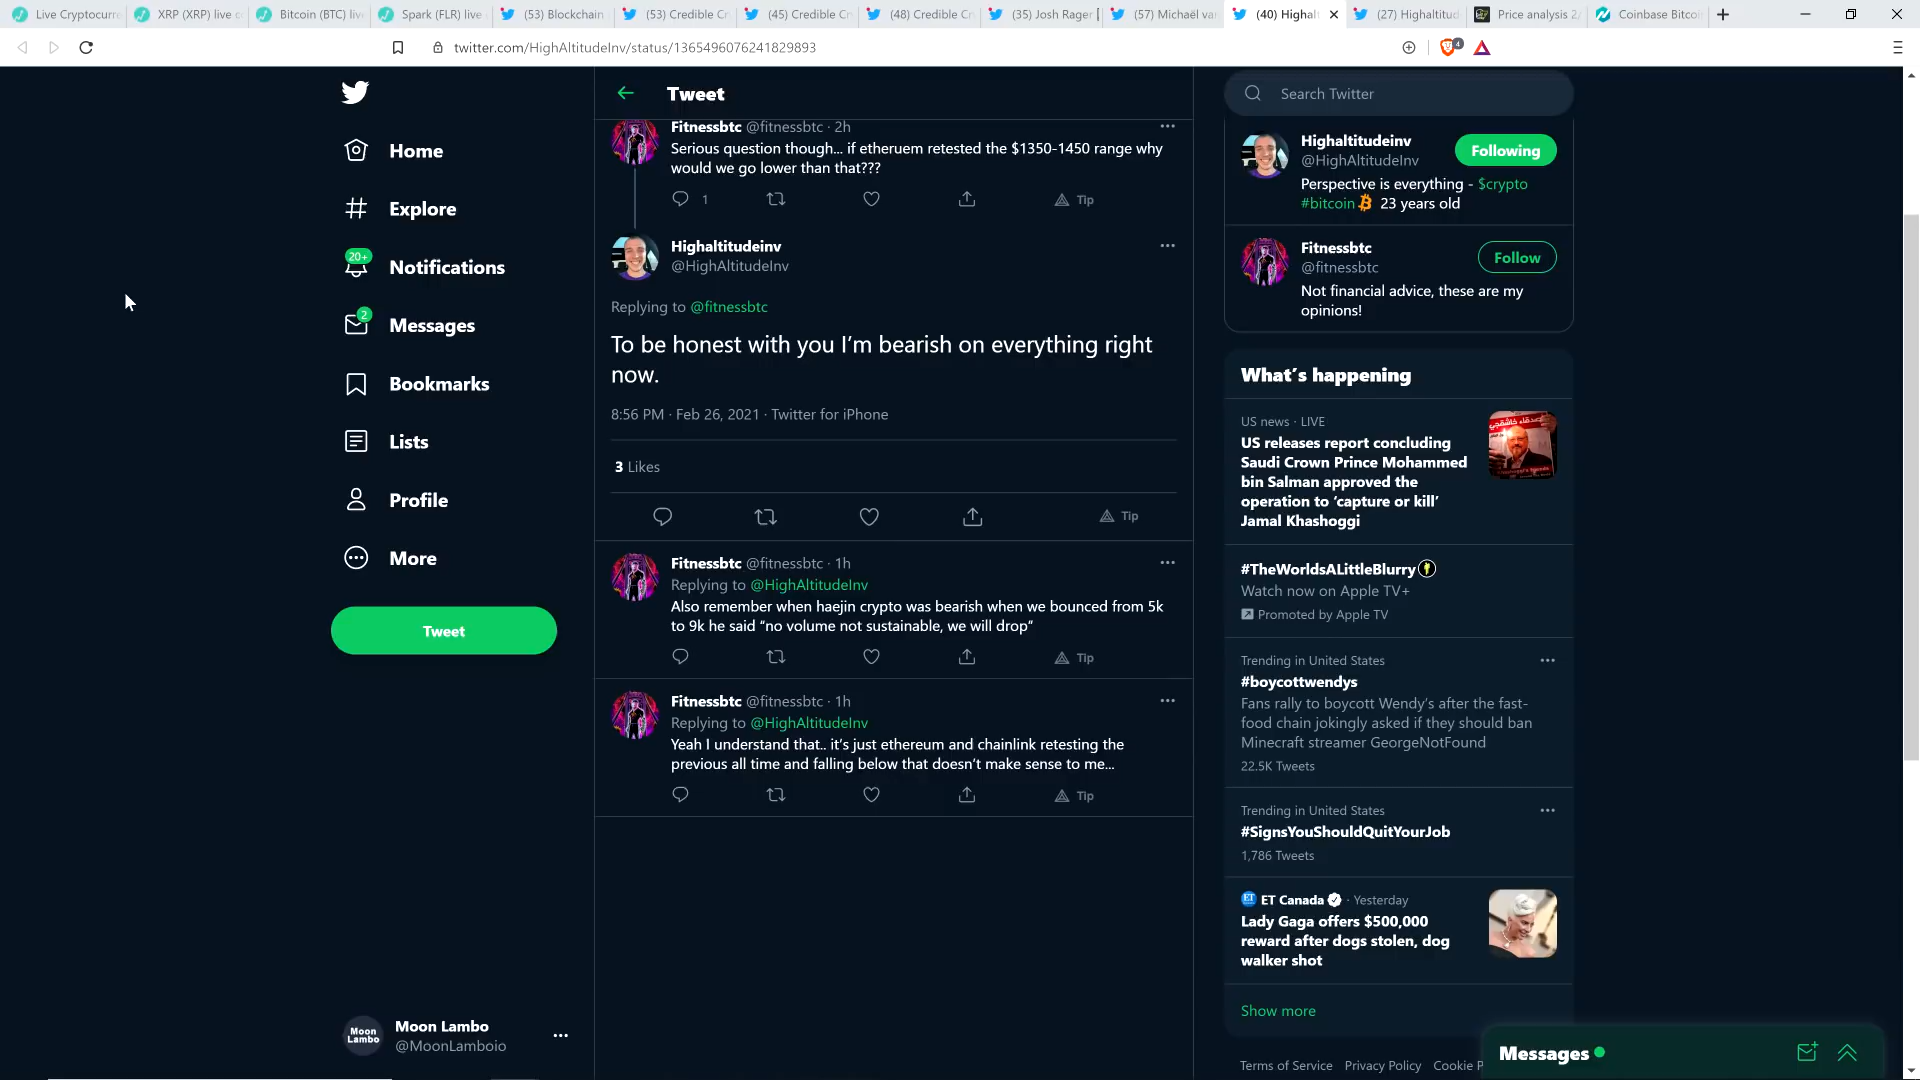 Live Cryptocurr
XRP (XRP) live c
Bitcoin (BTC) liv
Spark (FLR) live
(53) Blockchain
(53) Credible Cr
(45) Credible Cr
(48) Credible Cr
(35) Josh Rager [
(57) Michaël va
(40) Highal
(27) Highaltitud
Price analysis 2/
Coinbase Bitcoi
twitter.com/HighAltitudeInv/status/1365496076241829893
4
Home
Explore
20+
Notifications
2
Messages
Bookmarks
Lists
Profile
More
Tweet
Moon Lambo
Moon Lambo
@MoonLamboio
Tweet
Fitnessbtc @fitnessbtc · 2h
Serious question though... if etheruem retested the $1350-1450 range why
would we go lower than that???
1
Tip
Highaltitudeinv
@HighAltitudeInv
Replying to @fitnessbtc
To be honest with you I’m bearish on everything right
now.
8:56 PM · Feb 26, 2021 · Twitter for iPhone
3 Likes
Tip
Fitnessbtc @fitnessbtc · 1h
Replying to @HighAltitudeInv
Also remember when haejin crypto was bearish when we bounced from 5k
to 9k he said “no volume not sustainable, we will drop”
Tip
Fitnessbtc @fitnessbtc · 1h
Replying to @HighAltitudeInv
Yeah I understand that.. it’s just ethereum and chainlink retesting the
previous all time and falling below that doesn’t make sense to me...
Tip
Search Twitter
Highaltitudeinv
@HighAltitudeInv
Following
Perspective is everything - $crypto
#bitcoin 23 years old
Fitnessbtc
@fitnessbtc
Follow
Not financial advice, these are my
opinions!
What’s happening
US news · LIVE
US releases report concluding
Saudi Crown Prince Mohammed
bin Salman approved the
operation to ‘capture or kill’
Jamal Khashoggi
#TheWorldsALittleBlurry
Watch now on Apple TV+
Promoted by Apple TV
Trending in United States
#boycottwendys
Fans rally to boycott Wendy’s after the fast-
food chain jokingly asked if they should ban
Minecraft streamer GeorgeNotFound
22.5K Tweets
Trending in United States
#SignsYouShouldQuitYourJob
1,786 Tweets
ET Canada · Yesterday
Lady Gaga offers $500,000
reward after dogs stolen, dog
walker shot
Show more
Terms of Service Privacy Policy Cookie P
Messages